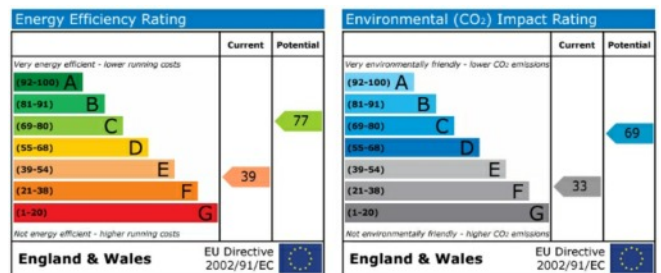 Energy Efficiency Rating
Current Potential
Very energy efficient - lower running costs
(92-100) A
(81-91) B
(69-80) C
(55-68) D
(39-54) E
(21-38) F
(1-20) G
77
39
Not energy efficient - higher running costs
England & Wales
EU Directive
2002/91/EC
Environmental (CO₂) Impact Rating
Current Potential
Very environmentally friendly - lower CO₂ emissions
(92-100) A
(81-91) B
(69-80) C
(55-68) D
(39-54) E
(21-38) F
(1-20) G
69
33
Not environmentally friendly - higher CO₂ emissions
England & Wales
EU Directive
2002/91/EC